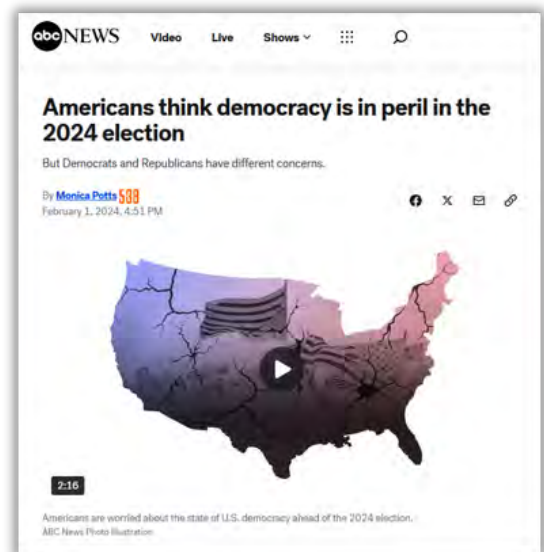 abc NEWS Video Live Shows
Americans think democracy is in peril in the
2024 election
But Democrats and Republicans have different concerns.
By Monica Potts 538
February 1, 2024, 4:51 PM
2:16
Americans are worried about the state of U.S. democracy ahead of the 2024 election.
ABC News Photo Illustration